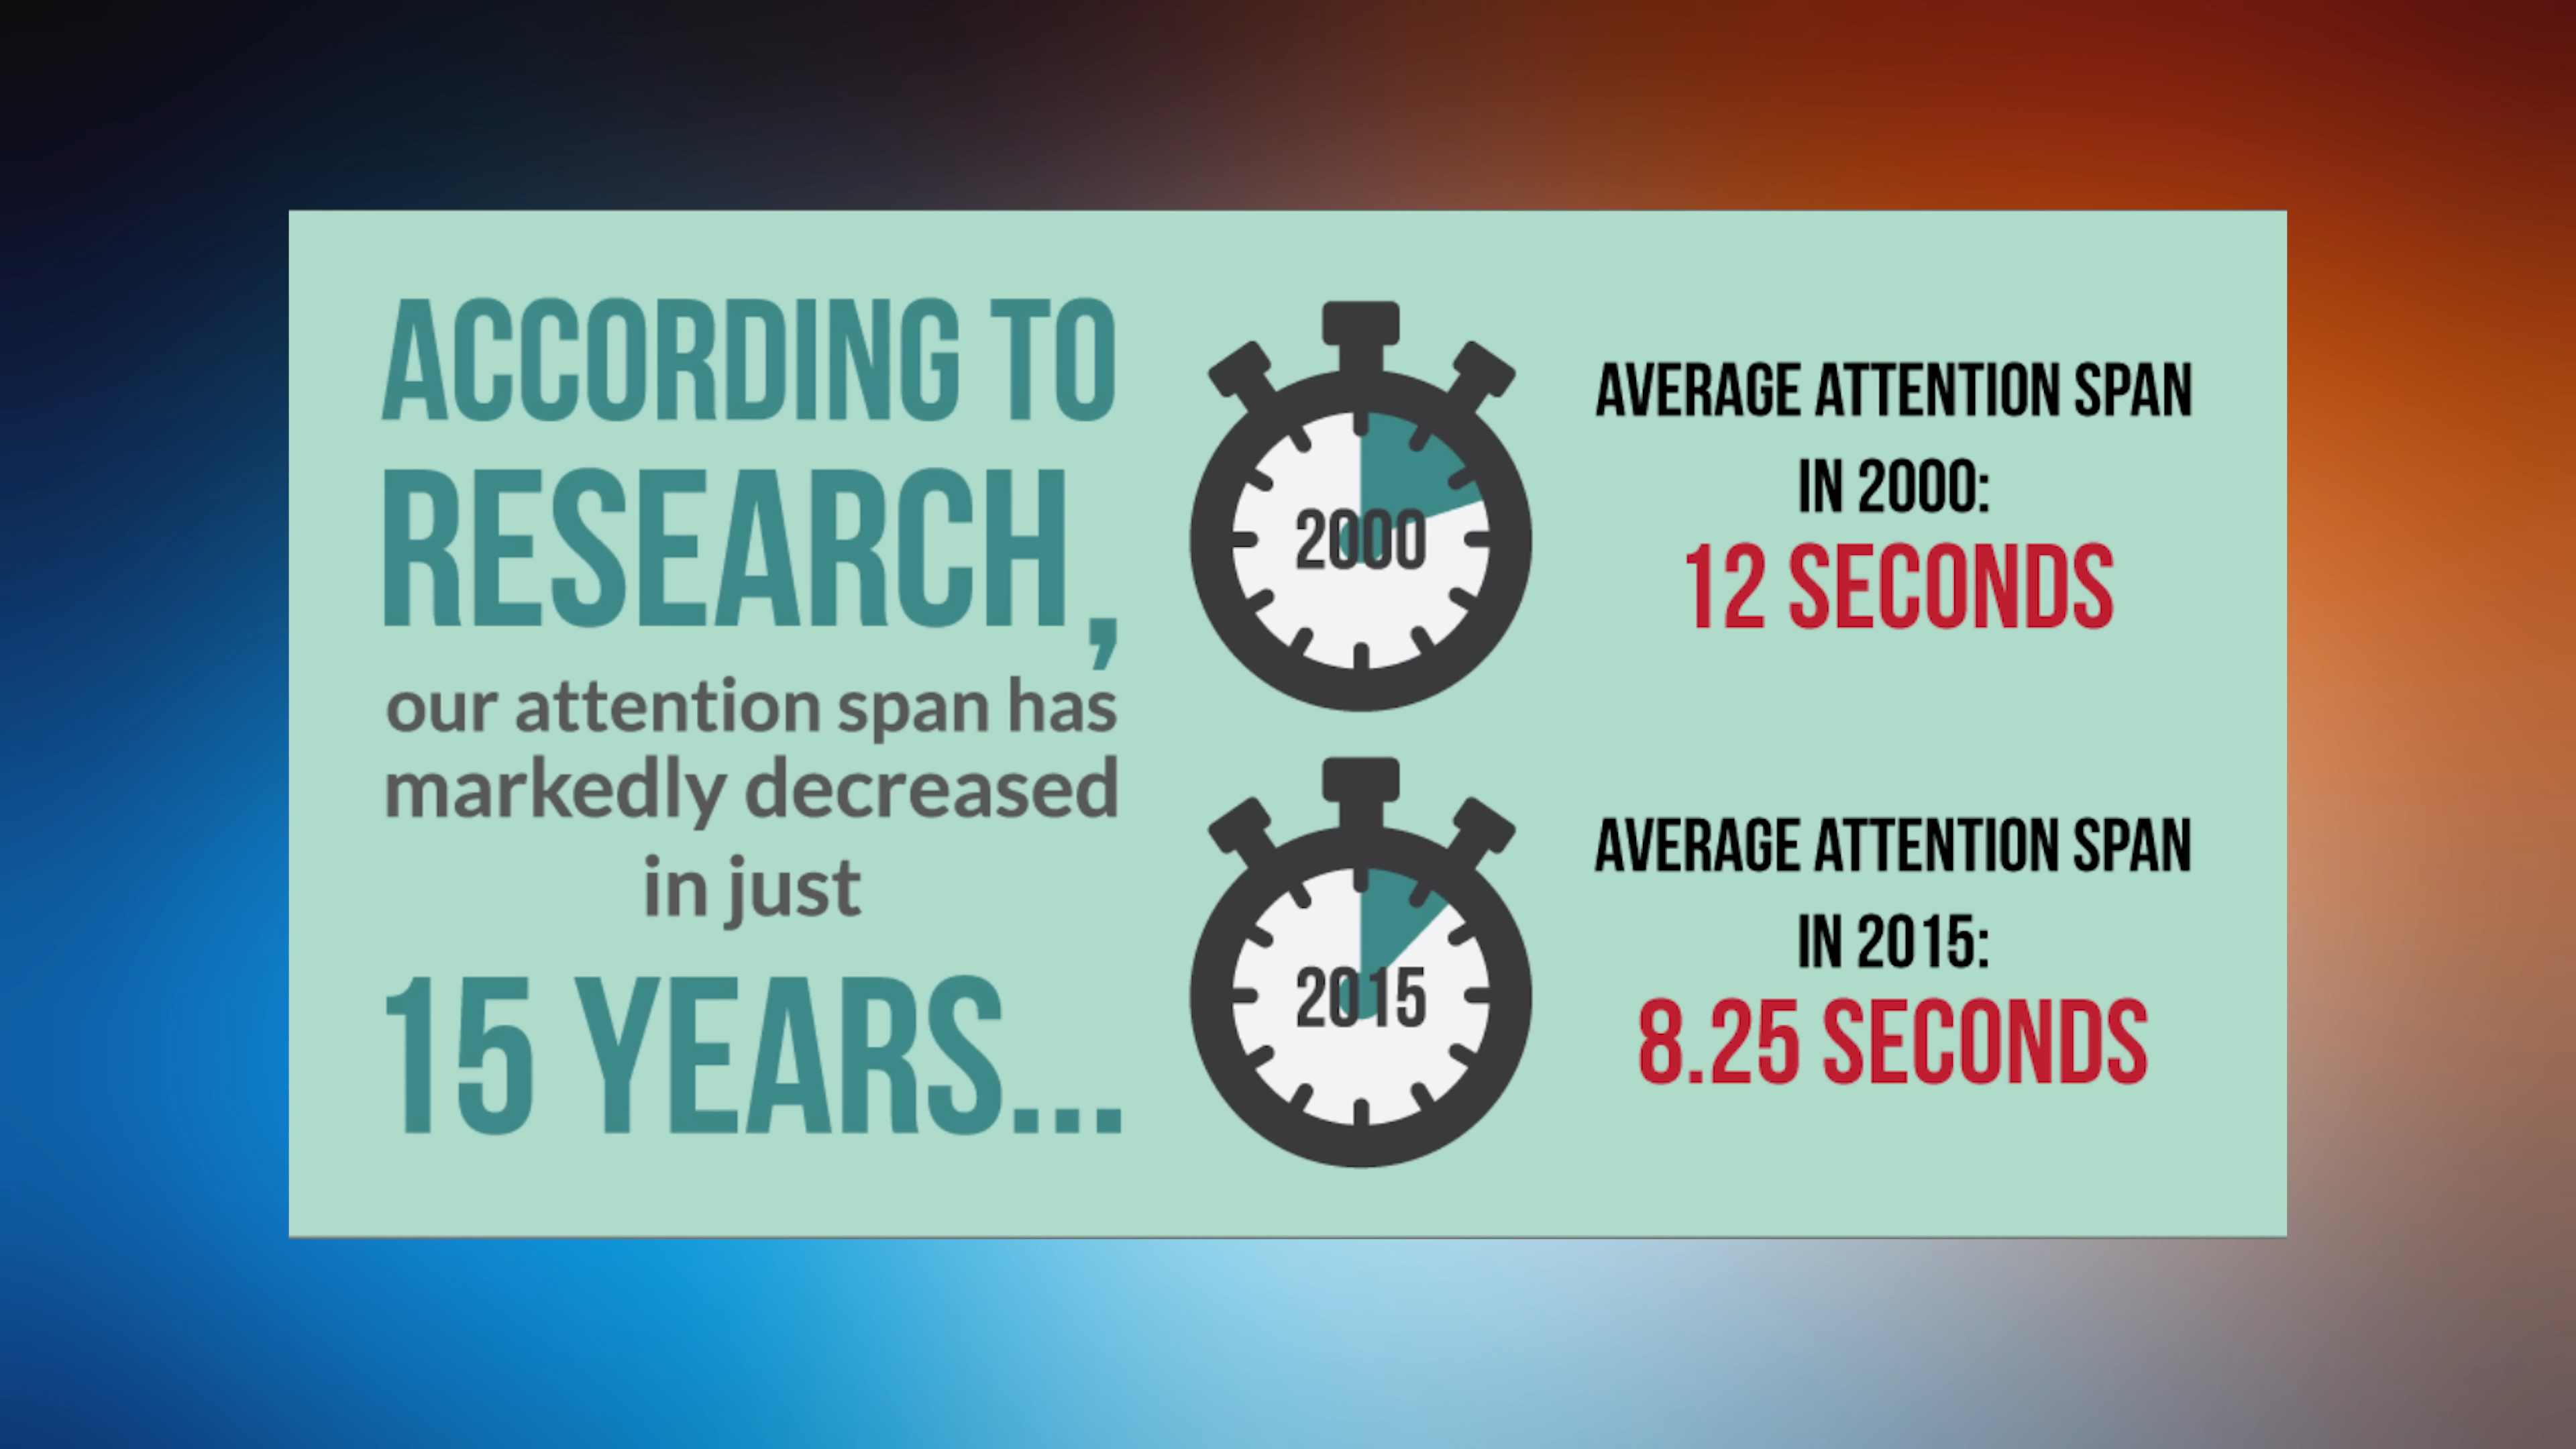 ACCORDING TO
RESEARCH,
our attention span has
markedly decreased
in just
15 YEARS...
2000
AVERAGE ATTENTION SPAN
IN 2000:
12 SECONDS
2015
AVERAGE ATTENTION SPAN
IN 2015:
8.25 SECONDS